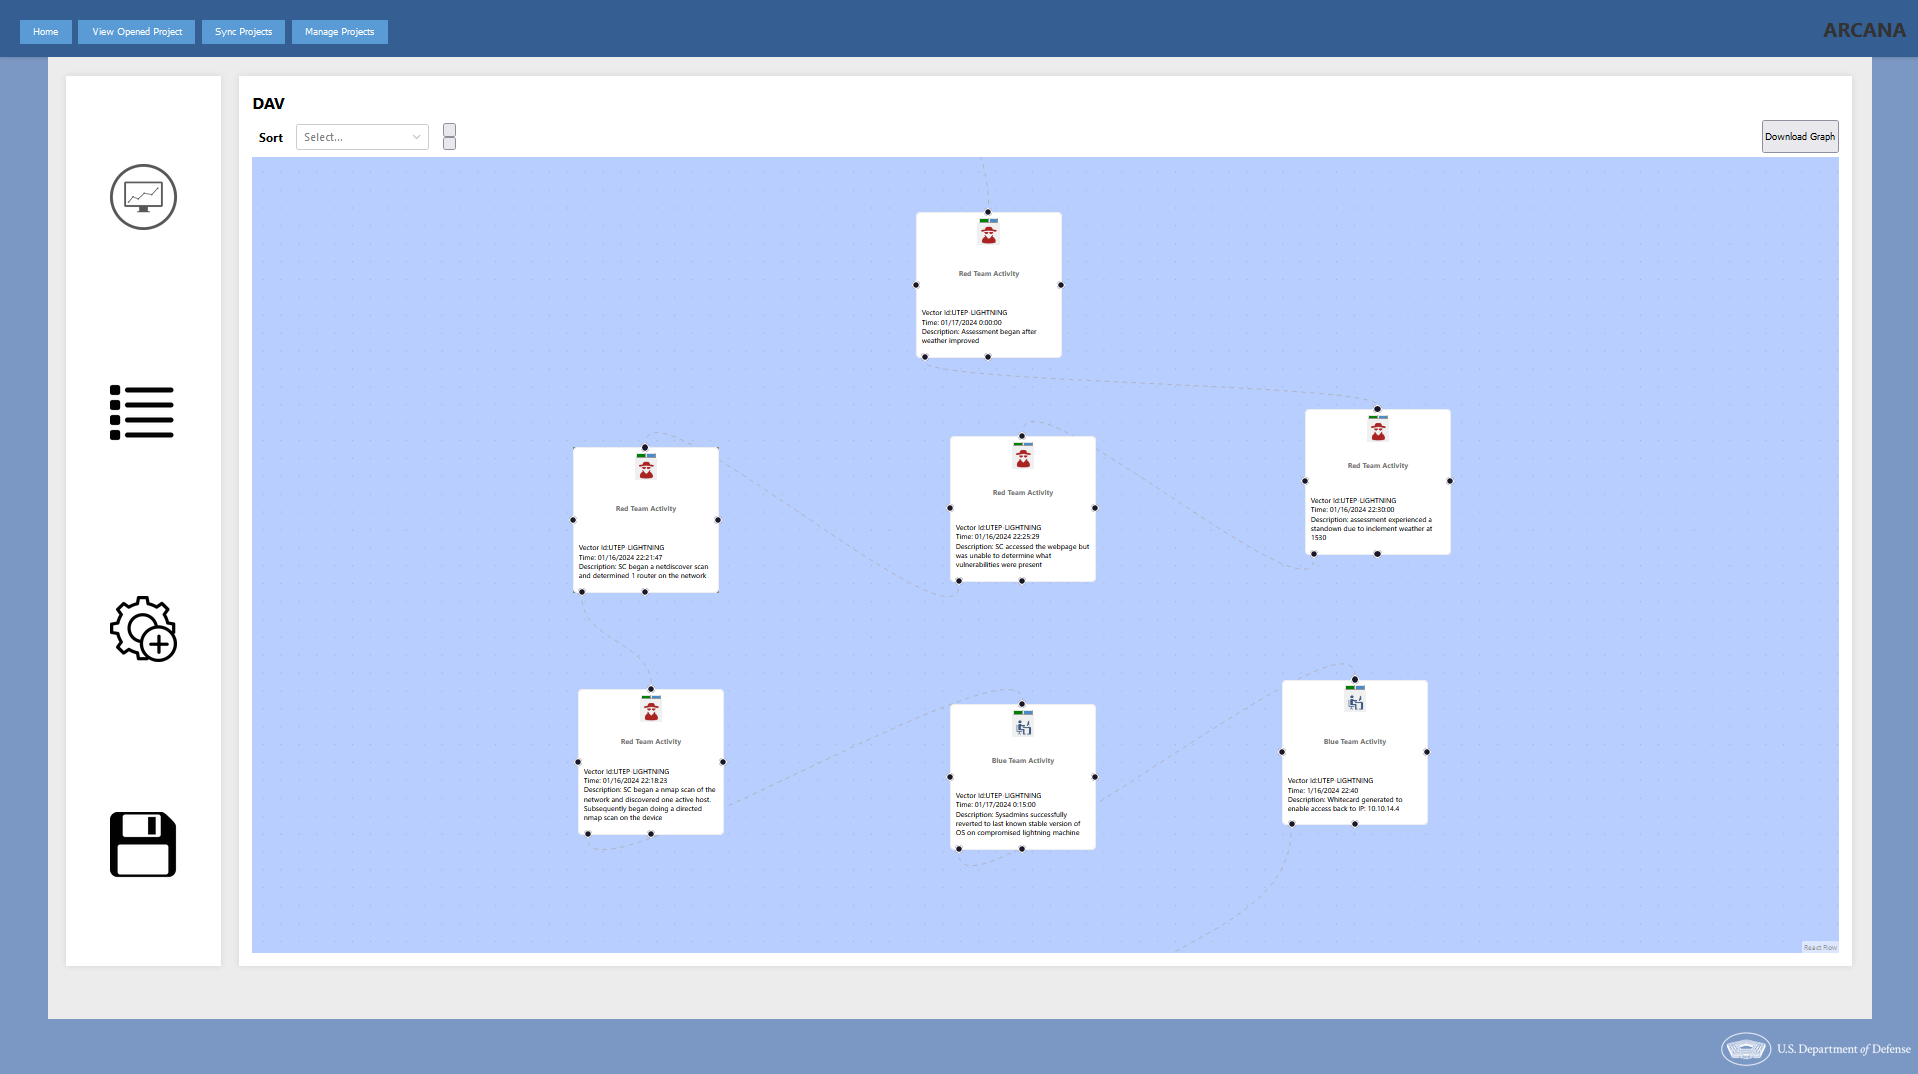 Home
View Opened Project
Sync Projects
Manage Projects
ARCANA
DAV
Sort
Select...
Download Graph
Red Team Activity
Vector Id:UTEP-LIGHTNING
Time: 01/17/2024 0:00:00
Description: Assessment began after
weather improved
Red Team Activity
Vector Id:UTEP-LIGHTNING
Time: 01/16/2024 22:21:47
Description: SC began a netdiscover scan
and determined 1 router on the network
Red Team Activity
Vector Id:UTEP-LIGHTNING
Time: 01/16/2024 22:25:29
Description: SC accessed the webpage but
was unable to determine what
vulnerabilities were present
Red Team Activity
Vector Id:UTEP-LIGHTNING
Time: 01/16/2024 22:30:00
Description: assessment experienced a
standown due to inclement weather at
1530
Red Team Activity
Vector Id:UTEP-LIGHTNING
Time: 01/16/2024 22:18:23
Description: SC began a nmap scan of the
network and discovered one active host.
Subsequently began doing a directed
nmap scan on the device
Blue Team Activity
Vector Id:UTEP-LIGHTNING
Time: 01/17/2024 0:15:00
Description: Sysadmins successfully
reverted to last known stable version of
OS on compromised lightning machine
Blue Team Activity
Vector Id:UTEP-LIGHTNING
Time: 1/16/2024 22:40
Description: Whitecard generated to
enable access back to IP: 10.10.14.4
React Flow
U.S. Department of Defense